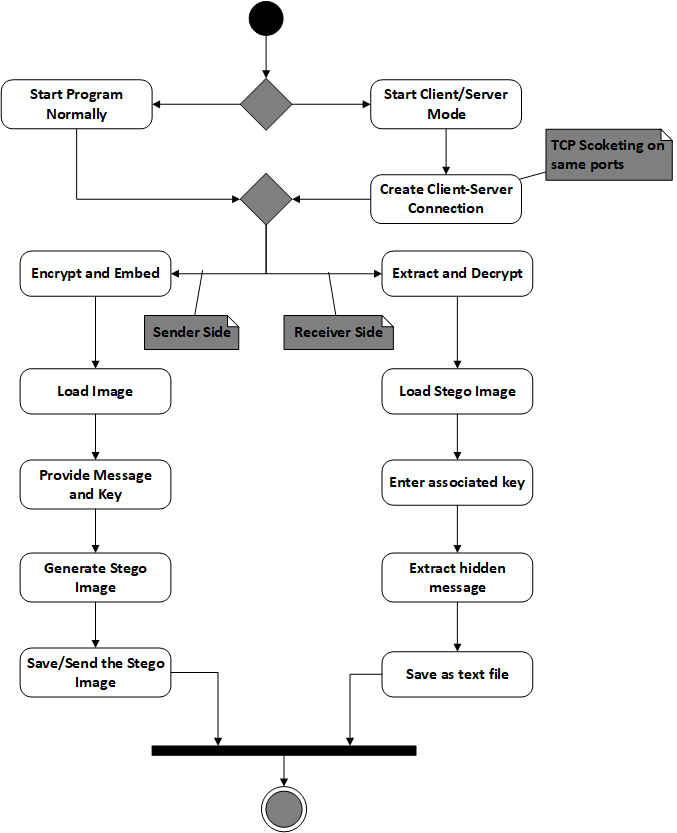 Start Program
Normally
Start Client/Server
Mode
TCP Scoketing on
same ports
Create Client-Server
Connection
Encrypt and Embed
Extract and Decrypt
Sender Side
Receiver Side
Load Image
Load Stego Image
Provide Message
and Key
Enter associated key
Generate Stego
Image
Extract hidden
message
Save/Send the Stego
Image
Save as text file